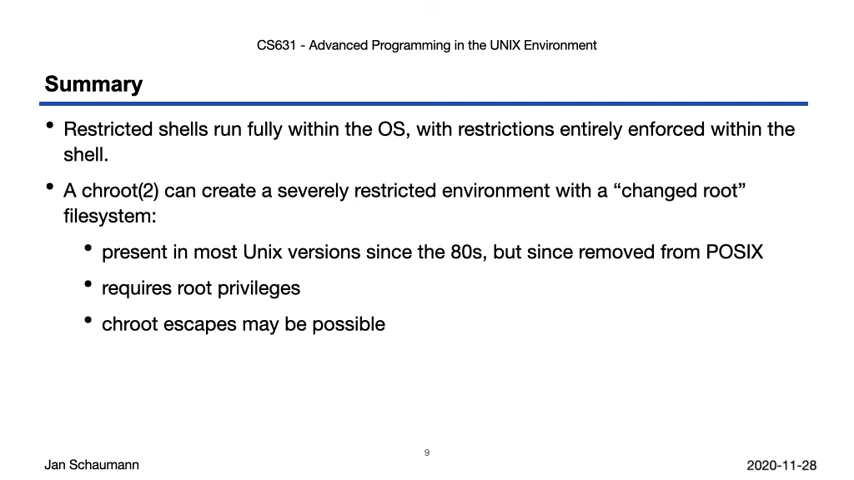 CS631 - Advanced Programming in the UNIX Environment
Summary
• Restricted shells run fully within the OS, with restrictions entirely enforced within the
shell.
• A chroot(2) can create a severely restricted environment with a “changed root”
filesystem:
• present in most Unix versions since the 80s, but since removed from POSIX
• requires root privileges
• chroot escapes may be possible
9
Jan Schaumann
2020-11-28